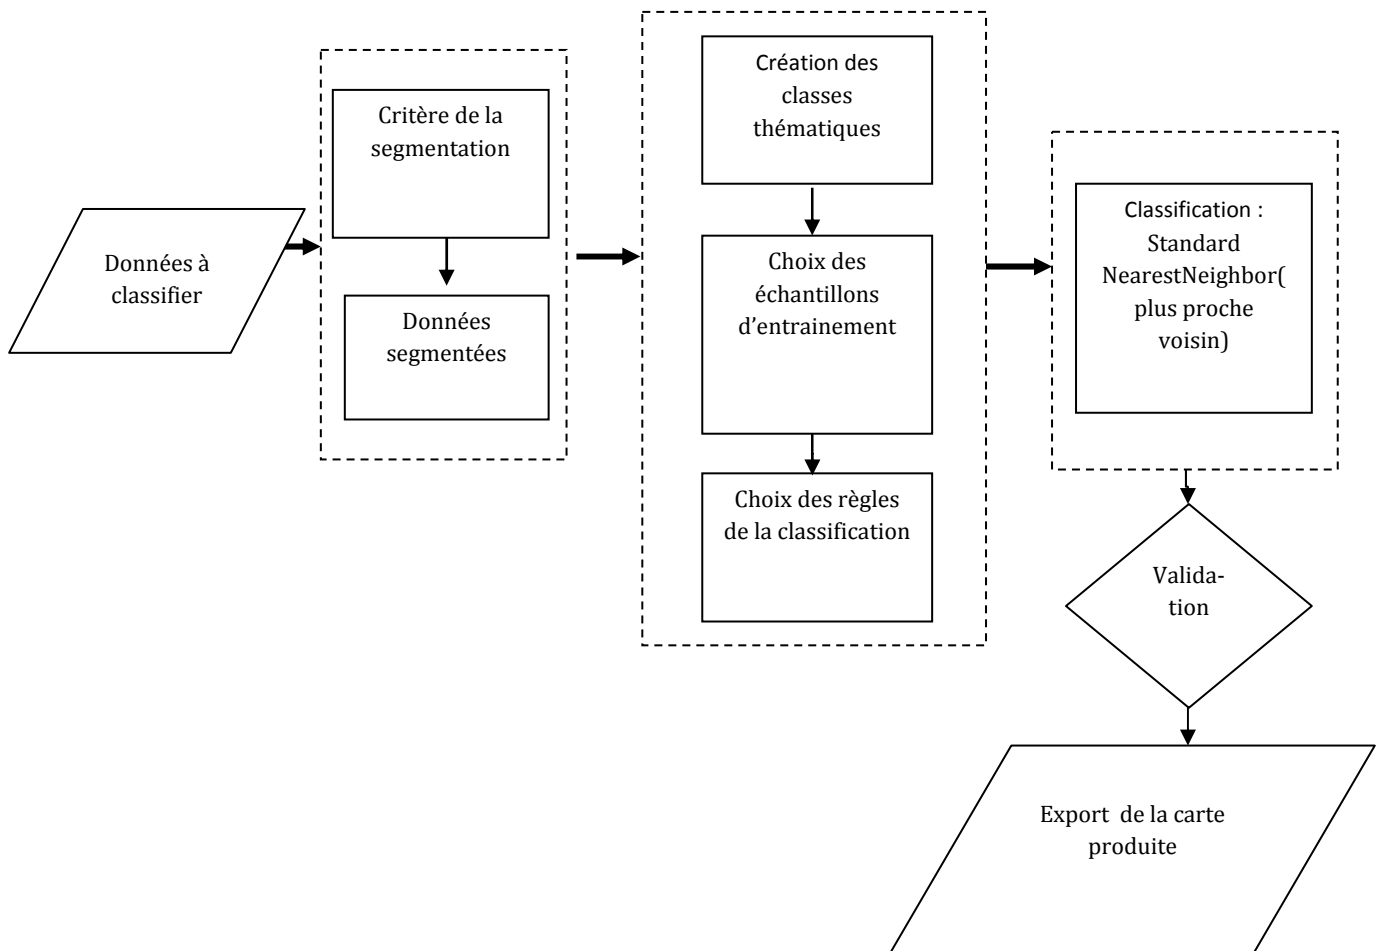 Données à
classifier
Critère de la
segmentation
Données
segmentées
Création des
classes
thématiques
Choix des
échantillons
d’entrainement
Choix des règles
de la classification
Classification :
Standard
NearestNeighbor(
plus proche
voisin)
Valida-
tion
Export  de la carte
produite